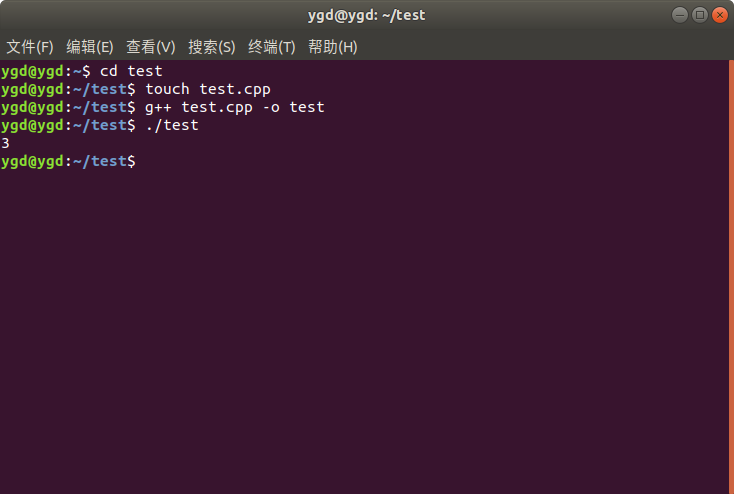 ygd@ygd: ~/test
文件(F) 编辑(E) 查看(V) 搜索(S) 终端(T) 帮助(H)
ygd@ygd:~$ cd test
ygd@ygd:~/test$ touch test.cpp
ygd@ygd:~/test$ g++ test.cpp -o test
ygd@ygd:~/test$ ./test
3
ygd@ygd:~/test$